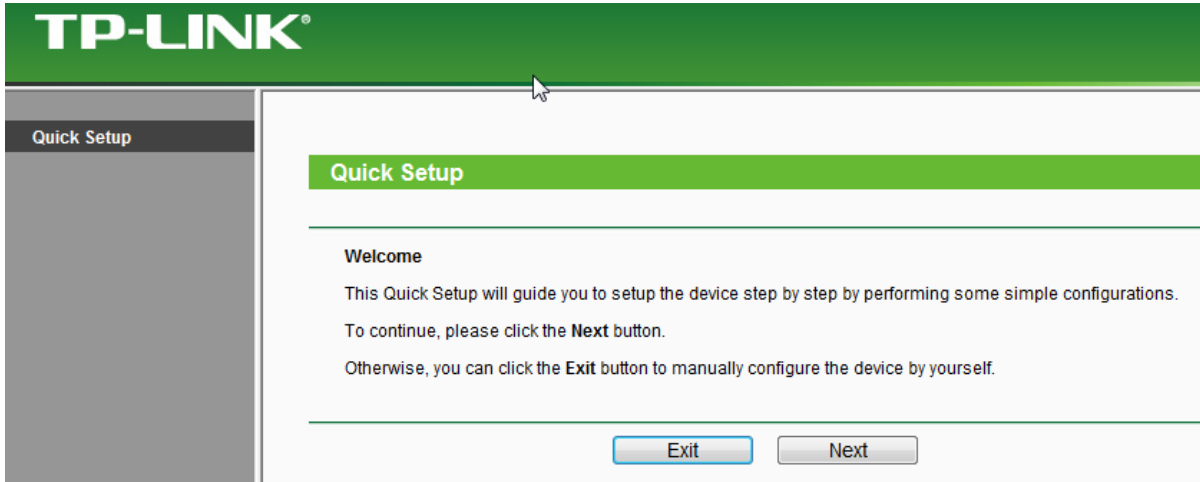 TP-LINK®
Quick Setup
Quick Setup
Welcome
This Quick Setup will guide you to setup the device step by step by performing some simple configurations.
To continue, please click the Next button.
Otherwise, you can click the Exit button to manually configure the device by yourself.
Exit Next